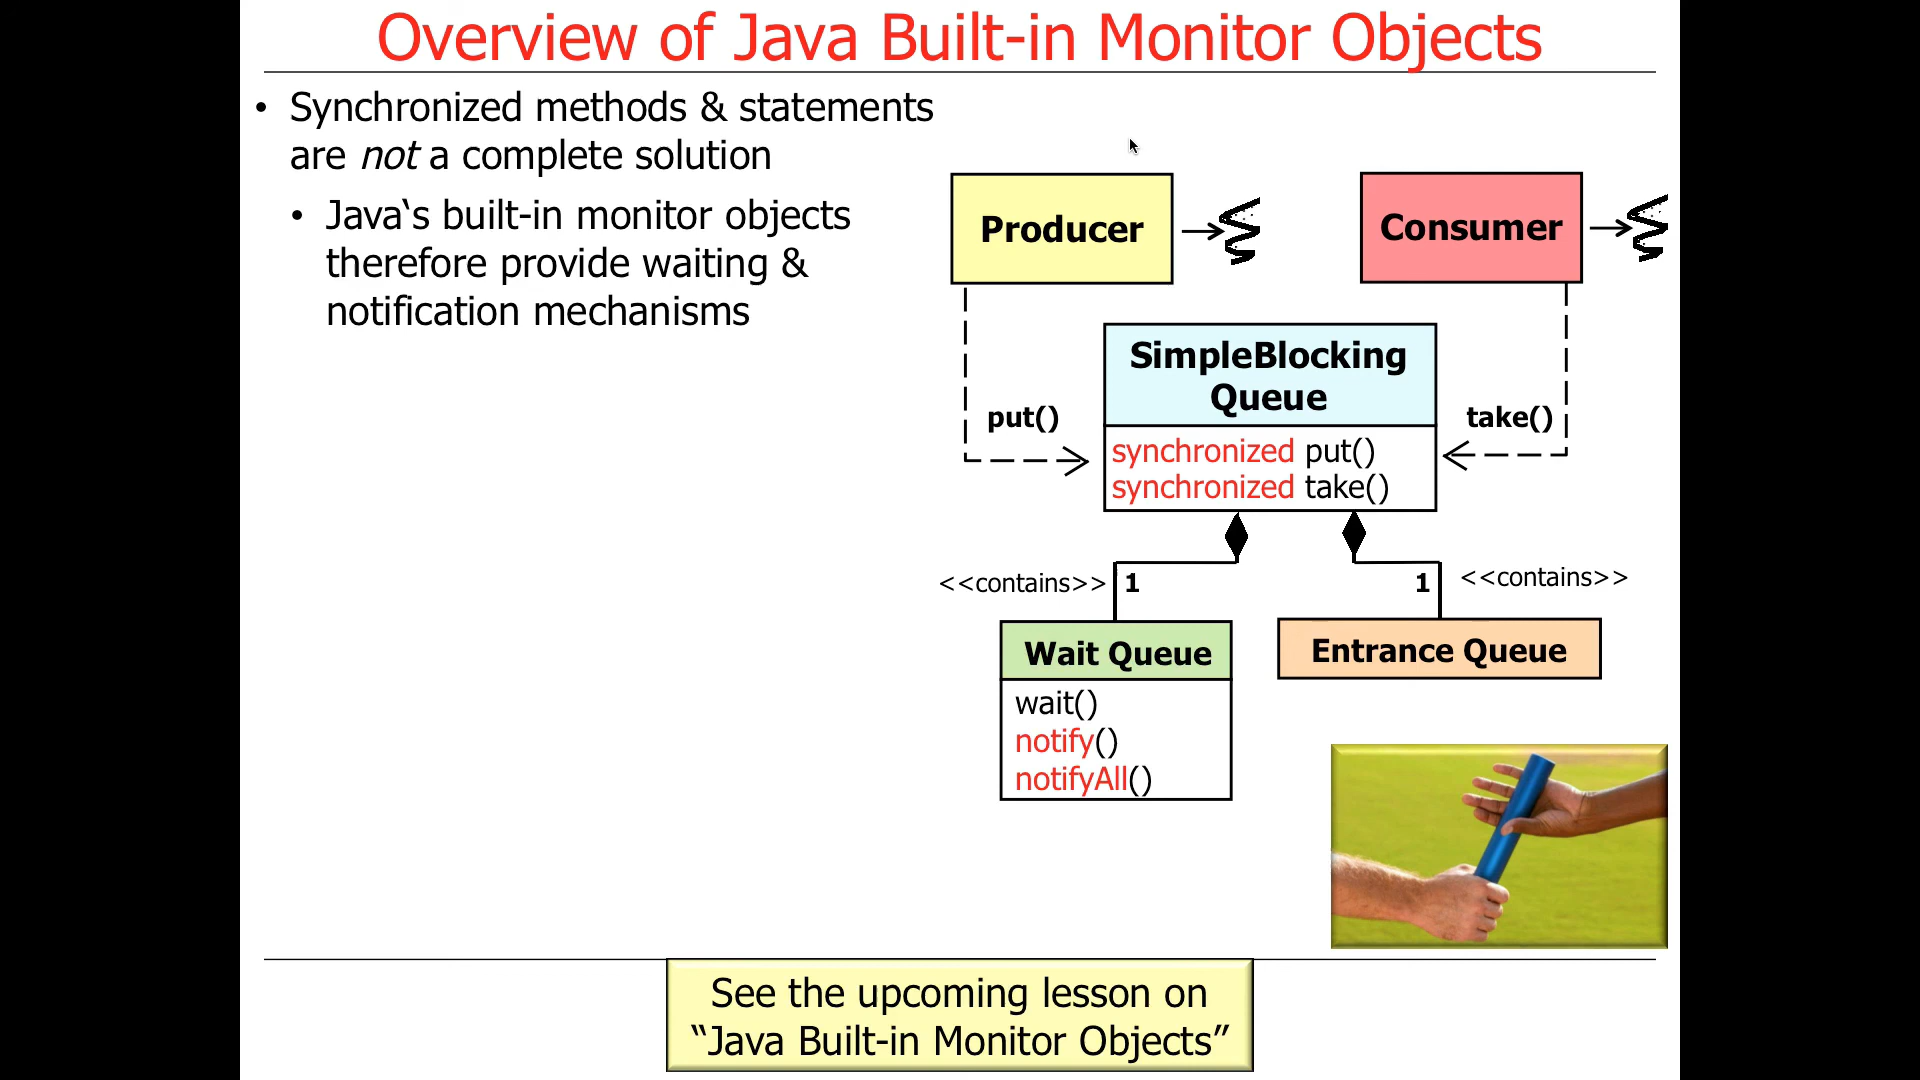 Overview of Java Built-in Monitor Objects
• Synchronized methods & statements
are not a complete solution
• Java‘s built-in monitor objects
therefore provide waiting &
notification mechanisms
Producer
Consumer
SimpleBlocking
Queue
put()
take()
synchronized put()
synchronized take()
<<contains>> 1
1 <<contains>>
Wait Queue
Entrance Queue
wait()
notify()
notifyAll()
See the upcoming lesson on
“Java Built-in Monitor Objects”